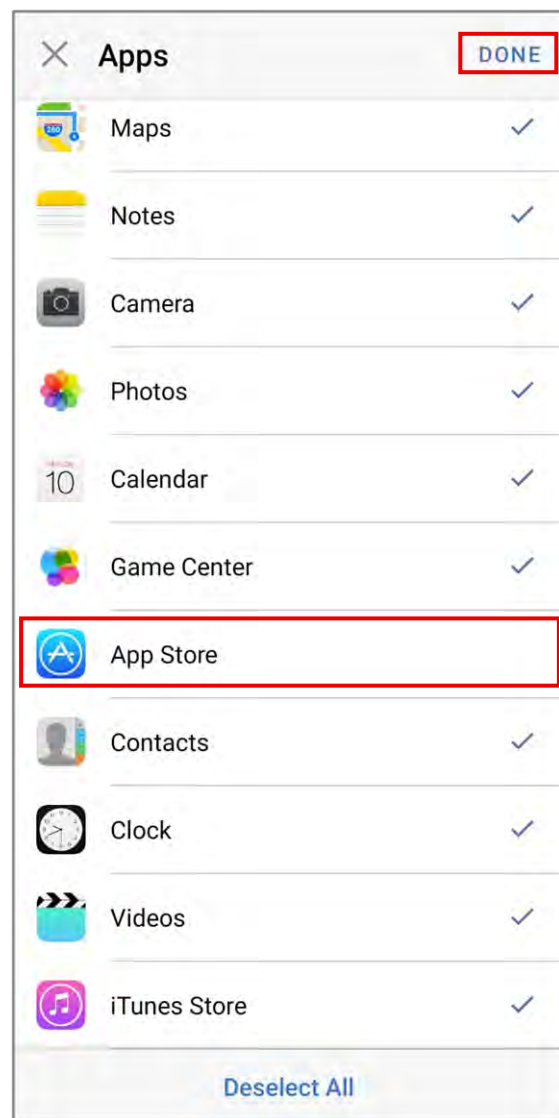 Apps
DONE
Maps
Notes
Camera
Photos
10
Calendar
Game Center
App Store
Contacts
Clock
Videos
iTunes Store
Deselect All